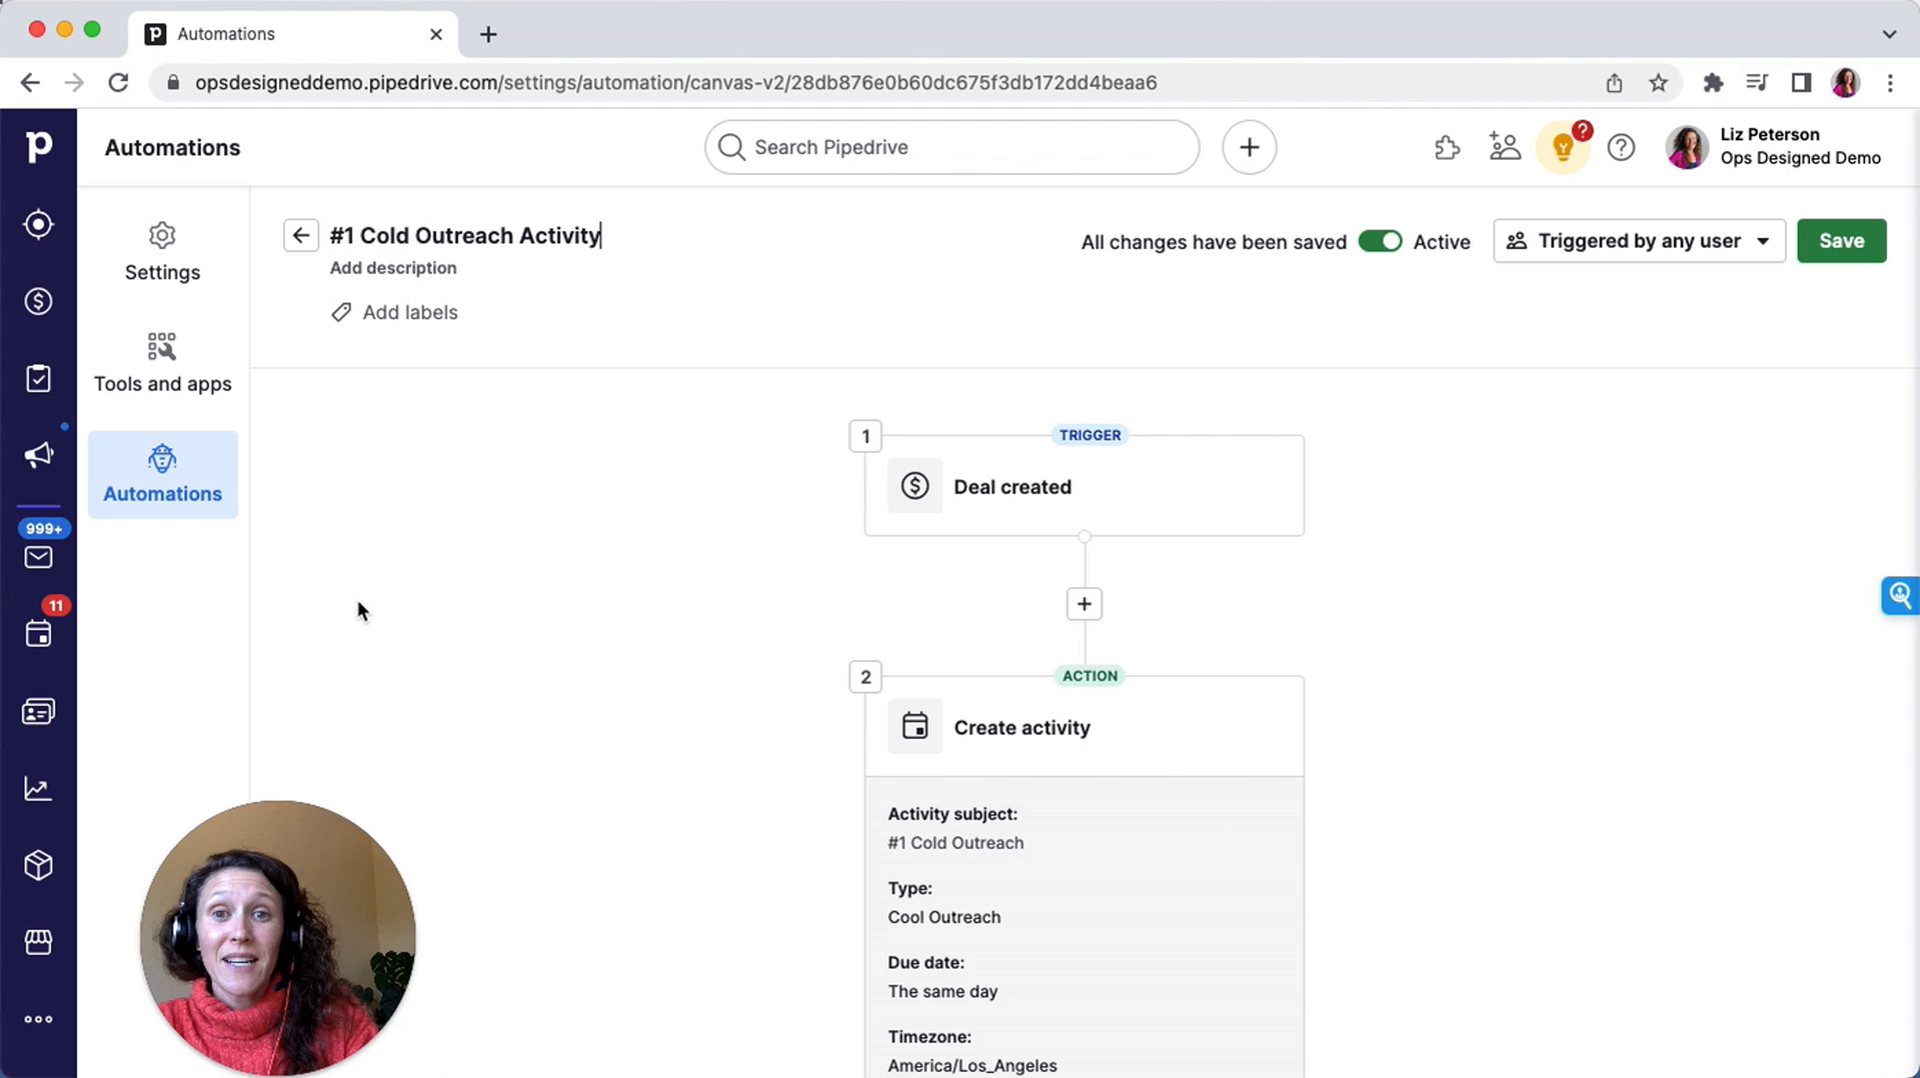 Automations
opsdesigneddemo.pipedrive.com/settings/automation/canvas-v2/28db876e0b60dc675f3db172dd4beaa6
Automations
Search Pipedrive
?
Liz Peterson
Ops Designed Demo
Settings
Tools and apps
Automations
999+
11
#1 Cold Outreach Activity
Add description
Add labels
All changes have been saved
Active
Triggered by any user
Save
1
TRIGGER
Deal created
2
ACTION
Create activity
Activity subject:
#1 Cold Outreach
Type:
Cool Outreach
Due date:
The same day
Timezone:
America/Los_Angeles